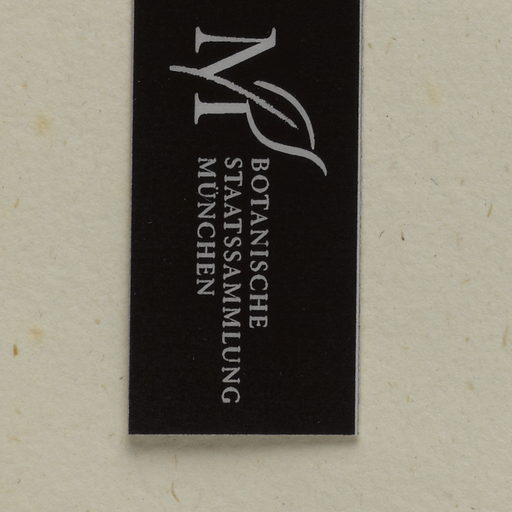 M
BOTANISCHE
STAATSSAMMLUNG
MÜNCHEN